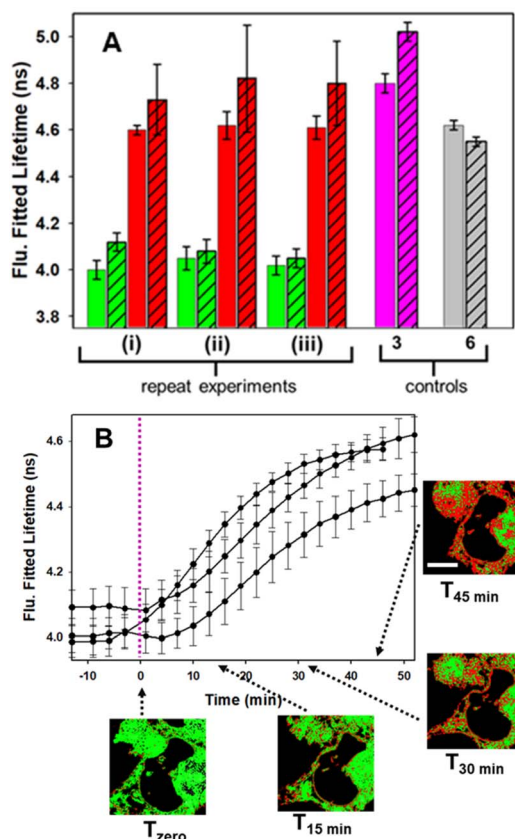 A
Flu. Fitted Lifetime (ns)
5.0
4.8
4.6
4.4
4.2
4.0
3.8
(i) (ii) (iii) 3 6
repeat experiments controls
B
Flu. Fitted Lifetime (ns)
4.6
4.4
4.2
4.0
-10 0 10 20 30 40 50
Time (min)
T45 min
T30 min
T15 min
Tzero